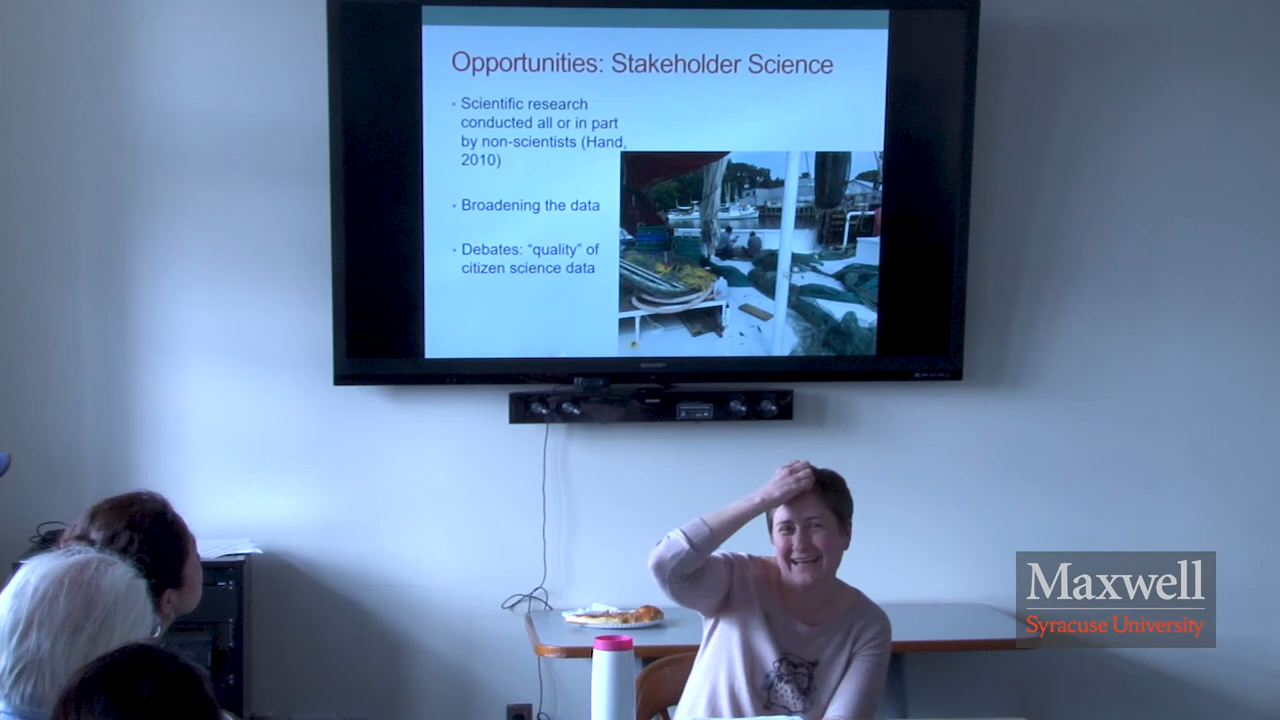 Opportunities: Stakeholder Science
• Scientific research
conducted all or in part
by non-scientists (Hand,
2010)
• Broadening the data
• Debates: “quality” of
citizen science data
SHARP
Maxwell
Syracuse University